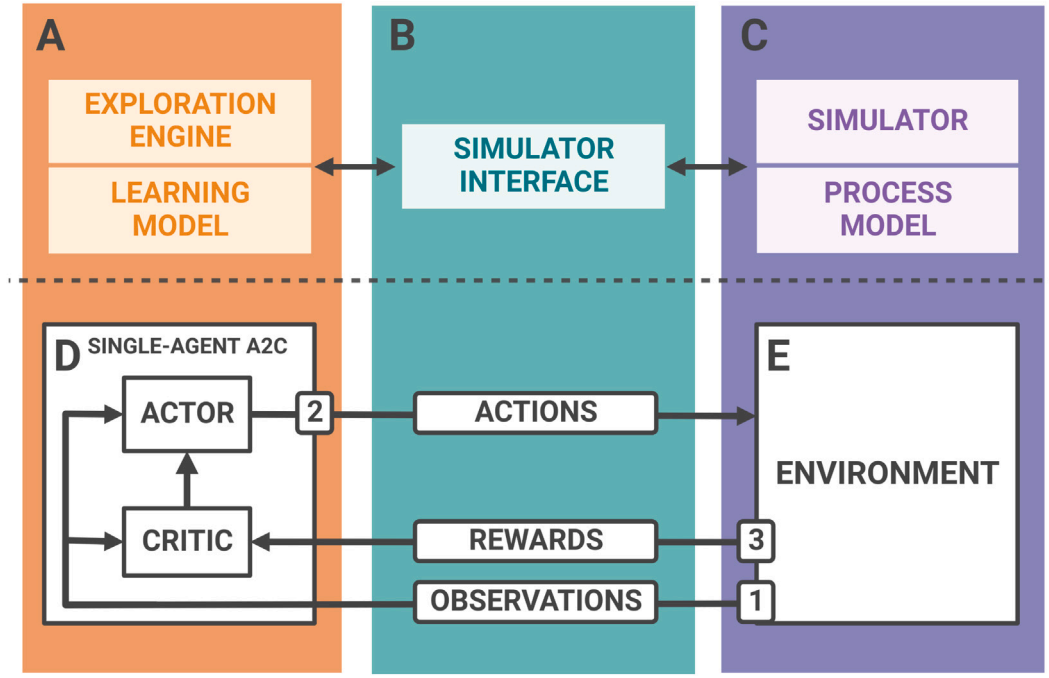 A
B
C
EXPLORATION
ENGINE
LEARNING
MODEL
SIMULATOR
INTERFACE
SIMULATOR
PROCESS
MODEL
D
SINGLE-AGENT A2C
ACTOR
2
CRITIC
ACTIONS
REWARDS
OBSERVATIONS
E
ENVIRONMENT
3
1